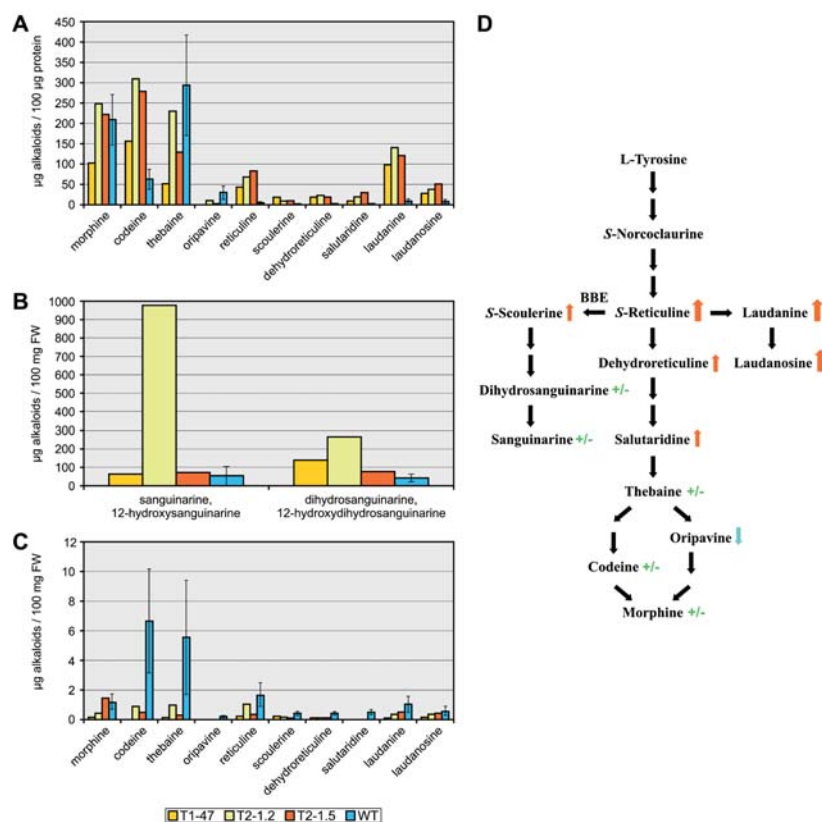 A
µg alkaloids / 100 µg protein
450
400
350
300
250
200
150
100
50
0
morphine
codeine
thebaine
oripavine
reticuline
scoulerine
dehydroreticuline
salutaridine
laudanine
laudanosine
B
µg alkaloids / 100 mg FW
1000
900
800
700
600
500
400
300
200
100
0
sanguinarine,
12-hydroxysanguinarine
dihydrosanguinarine,
12-hydroxydihydrosanguinarine
C
µg alkaloids / 100 mg FW
12
10
8
6
4
2
0
morphine
codeine
thebaine
oripavine
reticuline
scoulerine
dehydroreticuline
salutaridine
laudanine
laudanosine
T1-47 T2-1.2 T2-1.5 WT
D
L-Tyrosine
S-Norcoclaurine
BBE
S-Scoulerine S-Reticuline Laudanine
Dehydroreticuline Laudanosine
Dihydrosanguinarine +/-
Sanguinarine +/- Salutaridine
Thebaine +/-
Oripavine
Codeine +/-
Morphine +/-